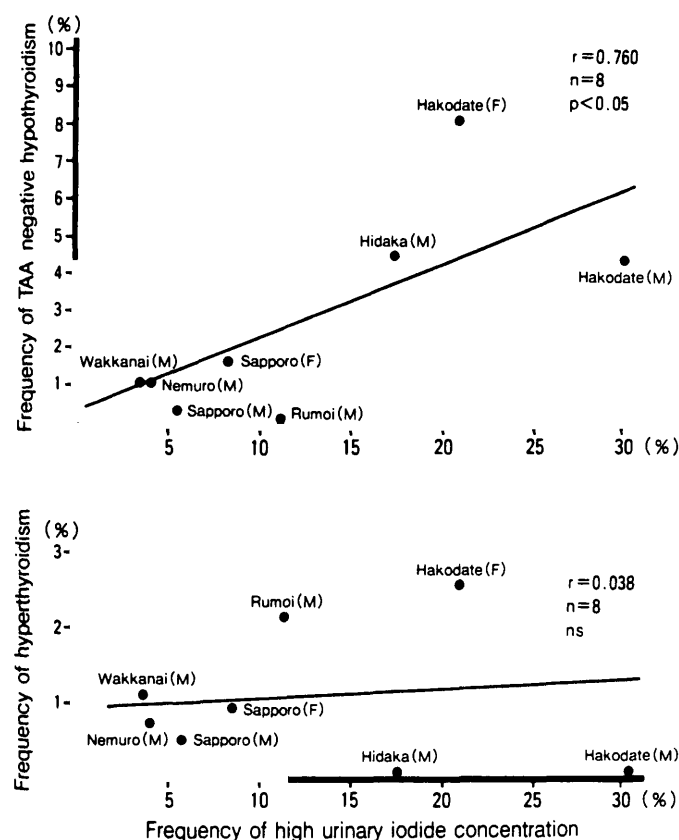 (%)
10-
9-
8-
7-
6-
5-
4-
3-
2-
1-
Frequency of TAA negative hypothyroidism
r=0.760
n=8
p<0.05
Hakodate(F)
Hidaka(M)
Hakodate(M)
Wakkanai(M)
Sapporo(F)
Nemuro(M)
Sapporo(M)
Rumoi(M)
5 10 15 20 25 30 (%)
(%)
3-
2-
1-
Frequency of hyperthyroidism
r=0.038
n=8
ns
Hakodate(F)
Rumoi(M)
Wakkanai(M)
Sapporo(F)
Nemuro(M)
Sapporo(M)
Hidaka(M)
Hakodate(M)
5 10 15 20 25 30 (%)
Frequency of high urinary iodide concentration